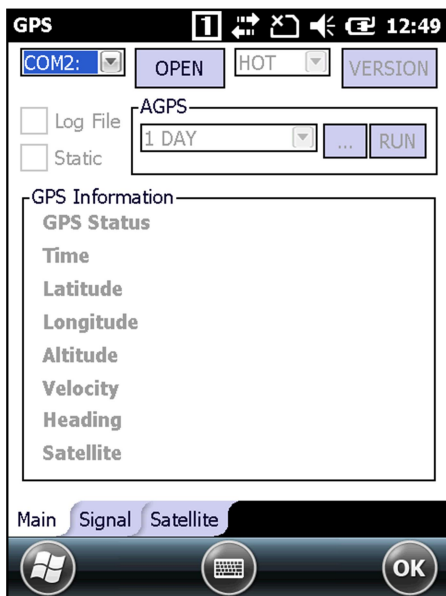 GPS 1 12:49
COM2: OPEN HOT VERSION
Log File
Static
AGPS
1 DAY ... RUN
GPS Information
GPS Status
Time
Latitude
Longitude
Altitude
Velocity
Heading
Satellite
Main Signal Satellite
OK